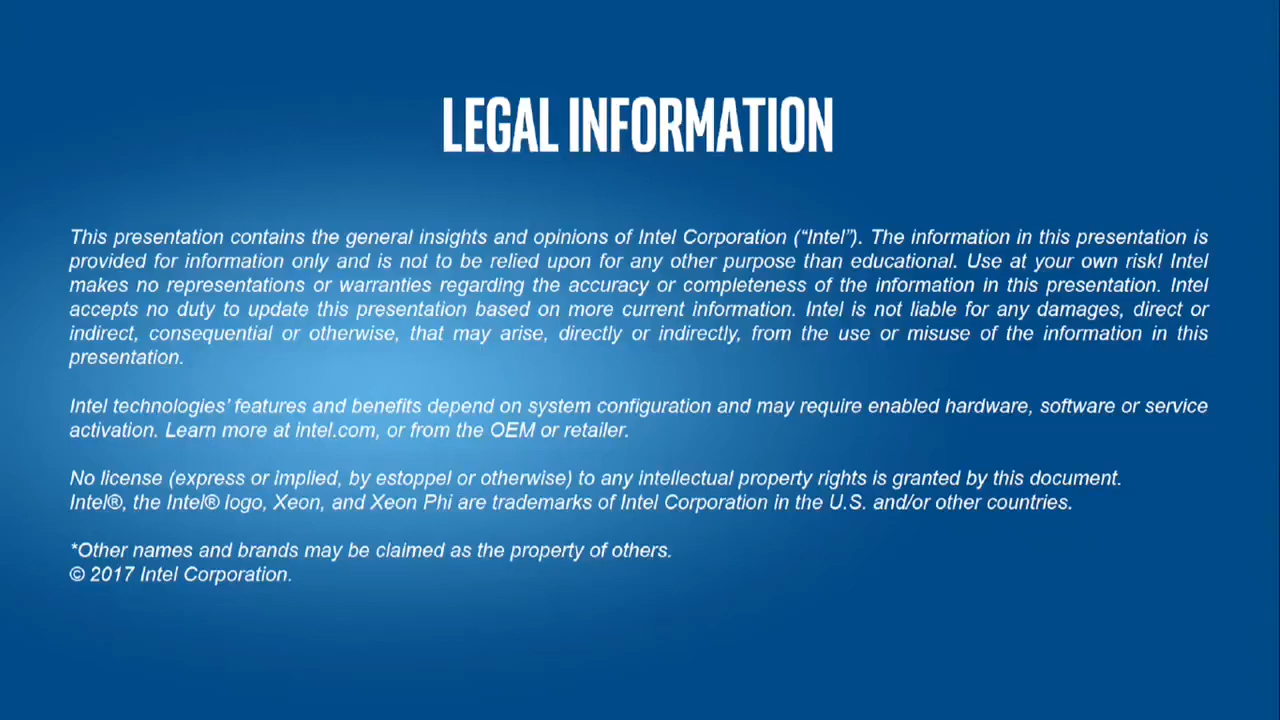 LEGAL INFORMATION
This presentation contains the general insights and opinions of Intel Corporation (“Intel”). The information in this presentation is
provided for information only and is not to be relied upon for any other purpose than educational. Use at your own risk! Intel
makes no representations or warranties regarding the accuracy or completeness of the information in this presentation. Intel
accepts no duty to update this presentation based on more current information. Intel is not liable for any damages, direct or
indirect, consequential or otherwise, that may arise, directly or indirectly, from the use or misuse of the information in this
presentation.
Intel technologies’ features and benefits depend on system configuration and may require enabled hardware, software or service
activation. Learn more at intel.com, or from the OEM or retailer.
No license (express or implied, by estoppel or otherwise) to any intellectual property rights is granted by this document.
Intel®, the Intel® logo, Xeon, and Xeon Phi are trademarks of Intel Corporation in the U.S. and/or other countries.
*Other names and brands may be claimed as the property of others.
© 2017 Intel Corporation.